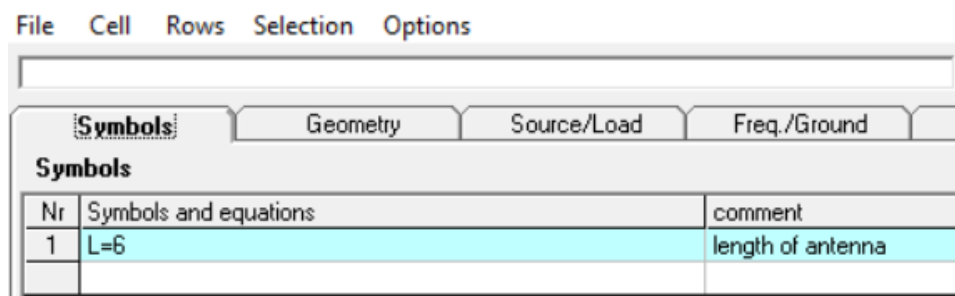 File Cell Rows Selection Options
Symbols Geometry Source/Load Freq./Ground
Symbols
Nr Symbols and equations comment
1 L=6 length of antenna